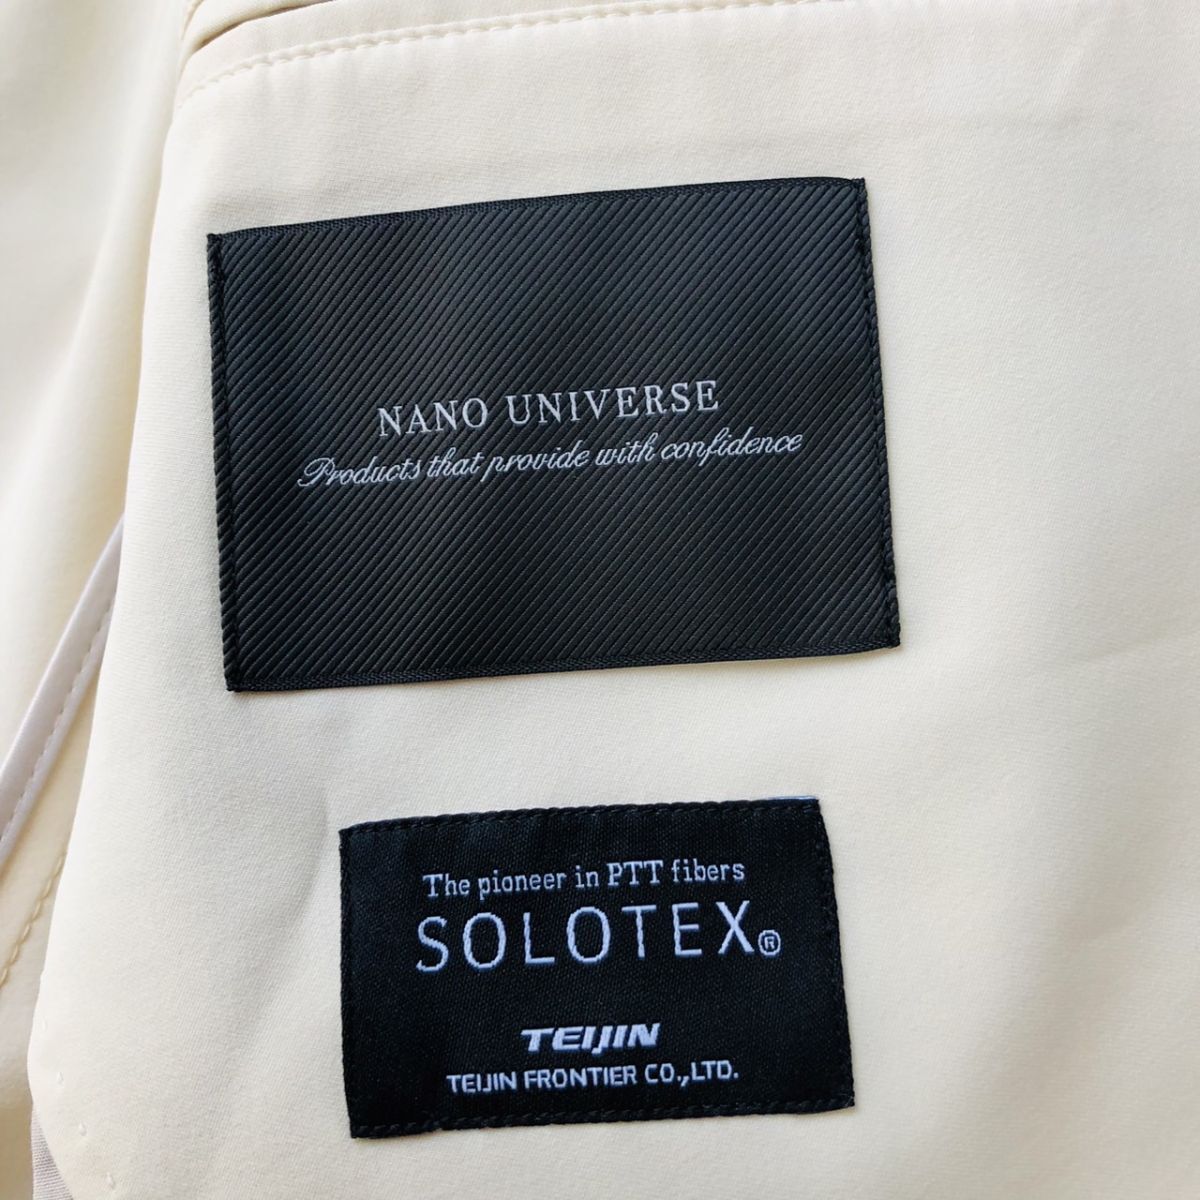 NANO UNIVERSE
Products that provide with confidence
The pioneer in PTT fibers
SOLOTEX®
TEIJIN
TEIJIN FRONTIER CO.,LTD.